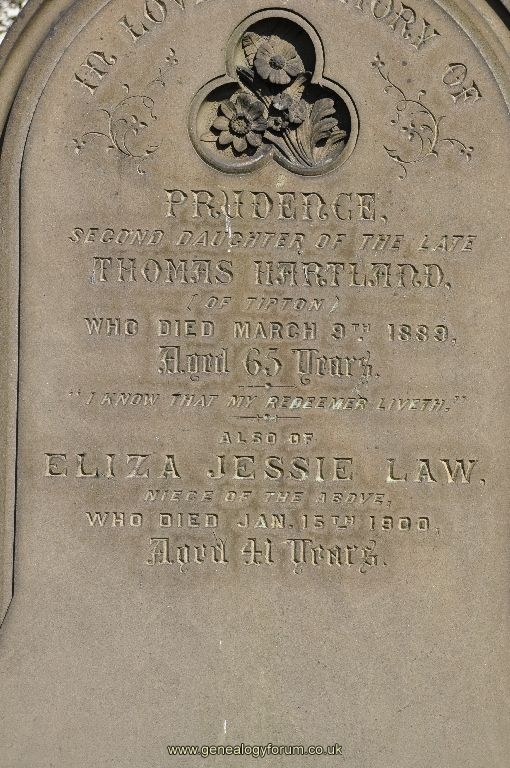 IN LOVING MEMORY OF
PRUDENCE,
SECOND DAUGHTER OF THE LATE
THOMAS HARTLAND,
(OF TIPTON)
WHO DIED MARCH 9TH 1889,
Aged 65 Years.
"I KNOW THAT MY REDEEMER LIVETH."
ALSO OF
ELIZA JESSIE LAW,
NIECE OF THE ABOVE,
WHO DIED JAN. 15TH 1900,
Aged 41 Years.
www.genealogyforum.co.uk